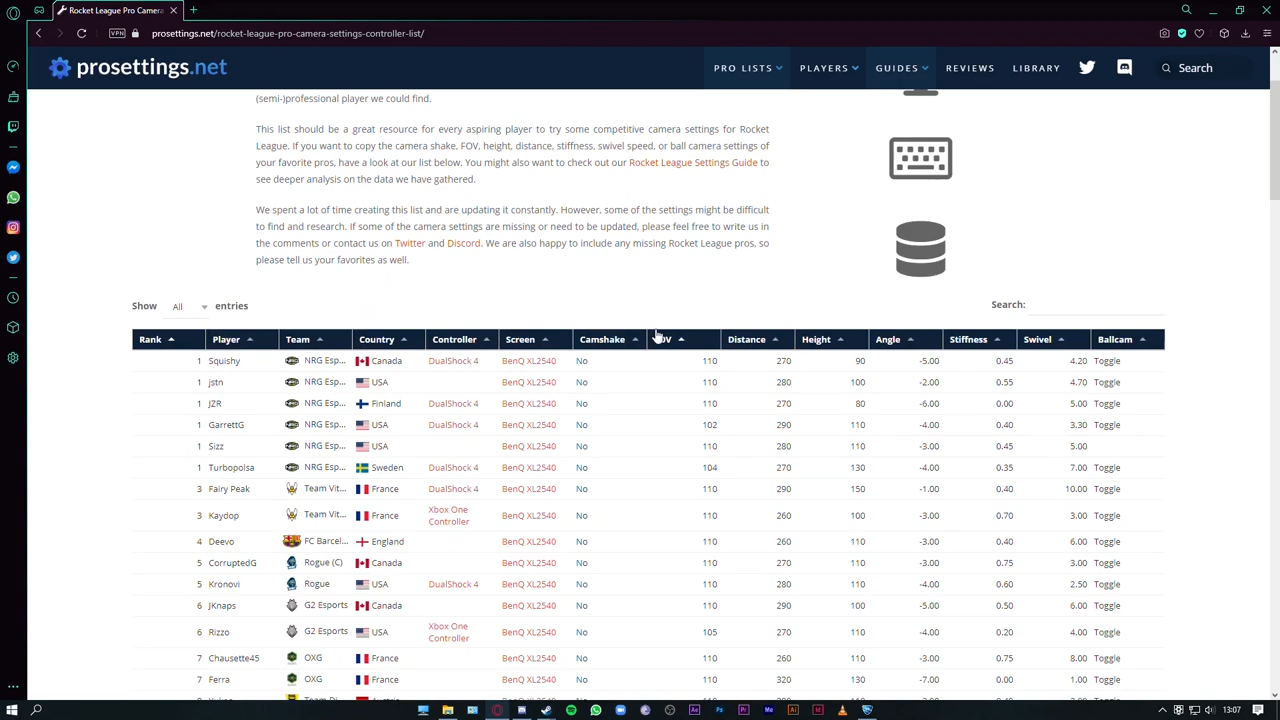 Rocket League Pro Camera
VPN prosettings.net/rocket-league-pro-camera-settings-controller-list/
prosettings.net PRO LISTS PLAYERS GUIDES REVIEWS LIBRARY Search
(semi-)professional player we could find.
This list should be a great resource for every aspiring player to try some competitive camera settings for Rocket
League. If you want to copy the camera shake, FOV, height, distance, stiffness, swivel speed, or ball camera settings of
your favorite pros, have a look at our list below. You might also want to check out our Rocket League Settings Guide to
see deeper analysis on the data we have gathered.
We spent a lot of time creating this list and are updating it constantly. However, some of the settings might be difficult
to find and research. If some of the camera settings are missing or need to be updated, please feel free to write us in
the comments or contact us on Twitter and Discord. We are also happy to include any missing Rocket League pros, so
please tell us your favorites as well.
Show All entries Search:
Rank Player Team Country Controller Screen Camshake FOV Distance Height Angle Stiffness Swivel Ballcam
1 Squishy NRG Esp... Canada DualShock 4 BenQ XL2540 No 110 270 90 -5.00 0.45 4.20 Toggle
1 jstn NRG Esp... USA BenQ XL2540 No 110 280 100 -2.00 0.55 4.70 Toggle
1 JZR NRG Esp... Finland DualShock 4 BenQ XL2540 No 110 270 80 -6.00 0.00 5.00 Toggle
1 GarrettG NRG Esp... USA DualShock 4 BenQ XL2540 No 102 290 110 -4.00 0.40 3.30 Toggle
1 Sizz NRG Esp... USA BenQ XL2540 No 110 280 110 -3.00 0.45 5.00
1 Turbopolsa NRG Esp... Sweden DualShock 4 BenQ XL2540 No 104 270 130 -4.00 0.35 7.00 Toggle
3 Fairy Peak Team Vit... France DualShock 4 BenQ XL2540 No 110 290 150 -1.00 0.40 10.00 Toggle
3 Kaydop Team Vit... France Xbox One Controller BenQ XL2540 No 110 260 100 -3.00 0.70 3.00 Toggle
4 Deevo FC Barcel... England BenQ XL2540 No 110 260 110 -3.00 0.40 6.00 Toggle
5 CorruptedG Rogue (C) Canada BenQ XL2540 No 110 270 110 -3.00 0.75 3.00 Toggle
5 Kronovi Rogue USA DualShock 4 BenQ XL2540 No 110 280 110 -4.00 0.60 2.50 Toggle
6 JKnaps G2 Esports Canada BenQ XL2540 No 110 290 100 -5.00 0.50 6.00 Toggle
6 Rizzo G2 Esports USA Xbox One Controller BenQ XL2540 No 105 270 110 -4.00 0.20 4.00 Toggle
7 Chausette45 OXG France BenQ XL2540 No 110 260 110 -3.00 0.75 8.00 Toggle
7 Ferra OXG France BenQ XL2540 No 110 320 130 -7.00 0.00 1.00 Toggle
13:07